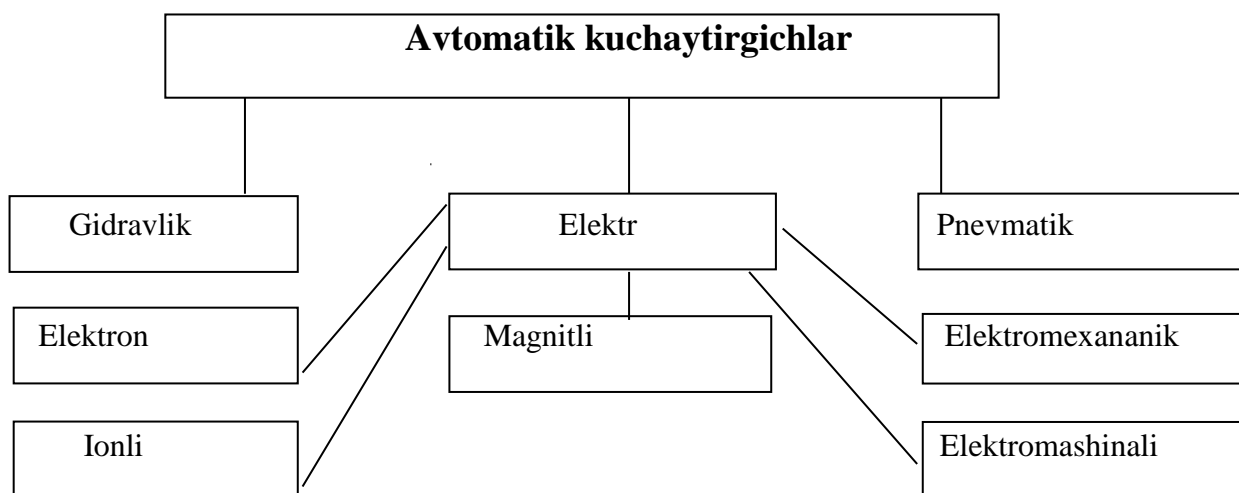 Avtomatik kuchaytirgichlar
Gidravlik
Elektr
Pnevmatik
Elektron
Magnitli
Elektromexananik
Ionli
Elektromashinali